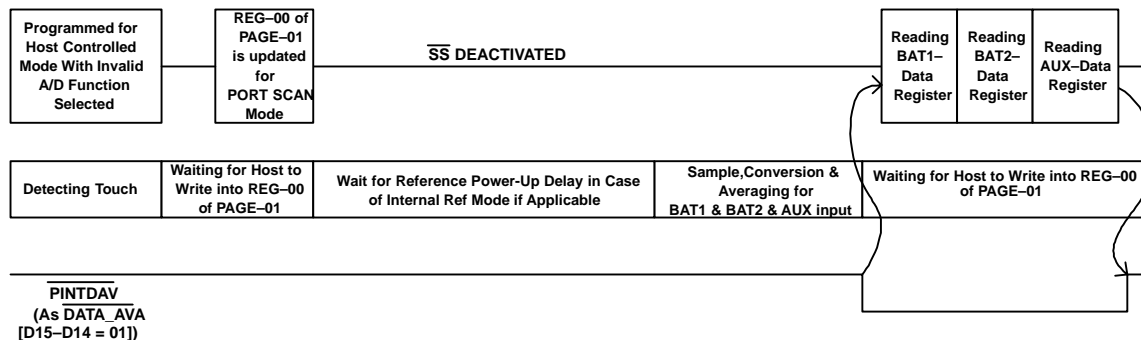 Programmed for
Host Controlled
Mode With Invalid
A/D Function
Selected
REG–00 of
PAGE–01
is updated
for
PORT SCAN
Mode
SS DEACTIVATED
Reading
BAT1–
Data
Register
Reading
BAT2–
Data
Register
Reading
AUX–Data
Register
Detecting Touch
Waiting for Host to
Write into REG–00
of PAGE–01
Wait for Reference Power-Up Delay in Case
of Internal Ref Mode if Applicable
Sample,Conversion &
Averaging for
BAT1 & BAT2 & AUX input
Waiting for Host to Write into REG–00
of PAGE–01
PINTDAV
(As DATA_AVA
[D15–D14 = 01])